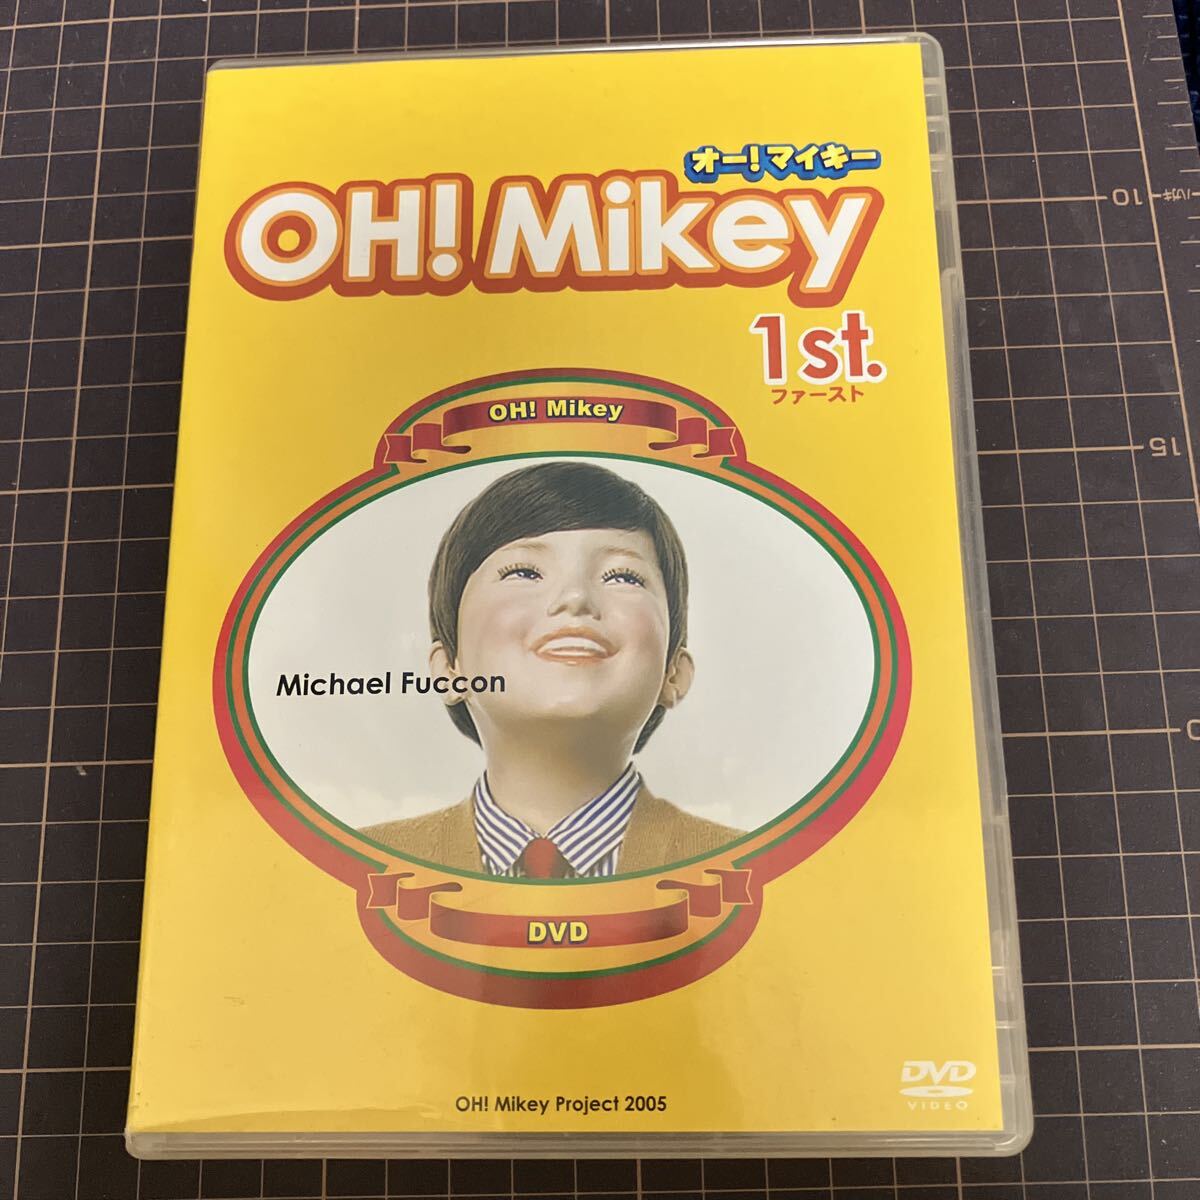 オー!マイキー
OH! Mikey
1st.
ファースト
OH! Mikey
Michael Fuccon
DVD
DVD
VIDEO
OH! Mikey Project 2005
10
15